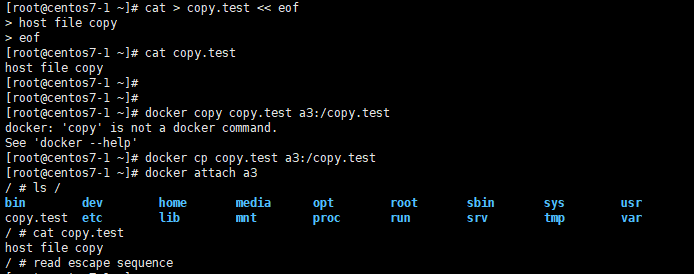 [root@centos7-1 ~]# cat > copy.test << eof
> host file copy
> eof
[root@centos7-1 ~]# cat copy.test
host file copy
[root@centos7-1 ~]#
[root@centos7-1 ~]#
[root@centos7-1 ~]# docker copy copy.test a3:/copy.test
docker: 'copy' is not a docker command.
See 'docker --help'
[root@centos7-1 ~]# docker cp copy.test a3:/copy.test
[root@centos7-1 ~]# docker attach a3
/ # ls /
bin dev home media opt root sbin sys usr
copy.test etc lib mnt proc run srv tmp var
/ # cat copy.test
host file copy
/ # read escape sequence